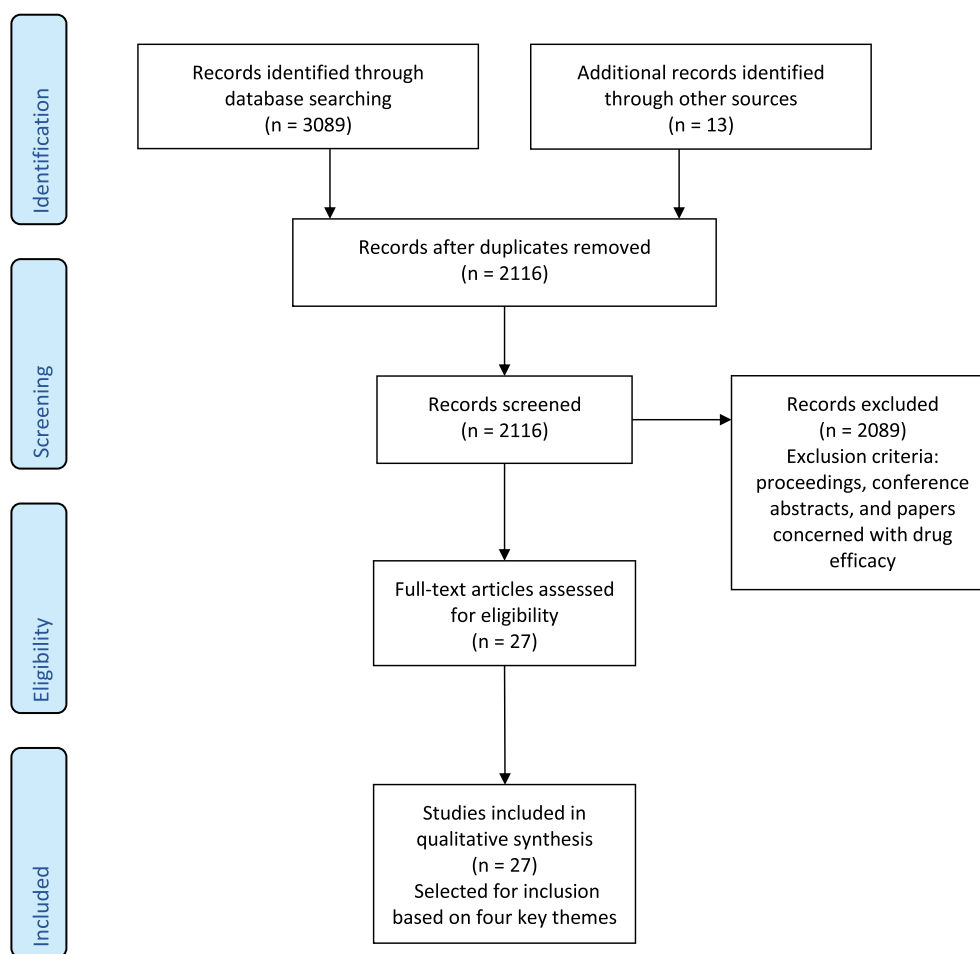 Identification
Records identified through
database searching
(n = 3089)
Additional records identified
through other sources
(n = 13)
Records after duplicates removed
(n = 2116)
Screening
Records screened
(n = 2116)
Records excluded
(n = 2089)
Exclusion criteria:
proceedings, conference
abstracts, and papers
concerned with drug
efficacy
Eligibility
Full-text articles assessed
for eligibility
(n = 27)
Included
Studies included in
qualitative synthesis
(n = 27)
Selected for inclusion
based on four key themes